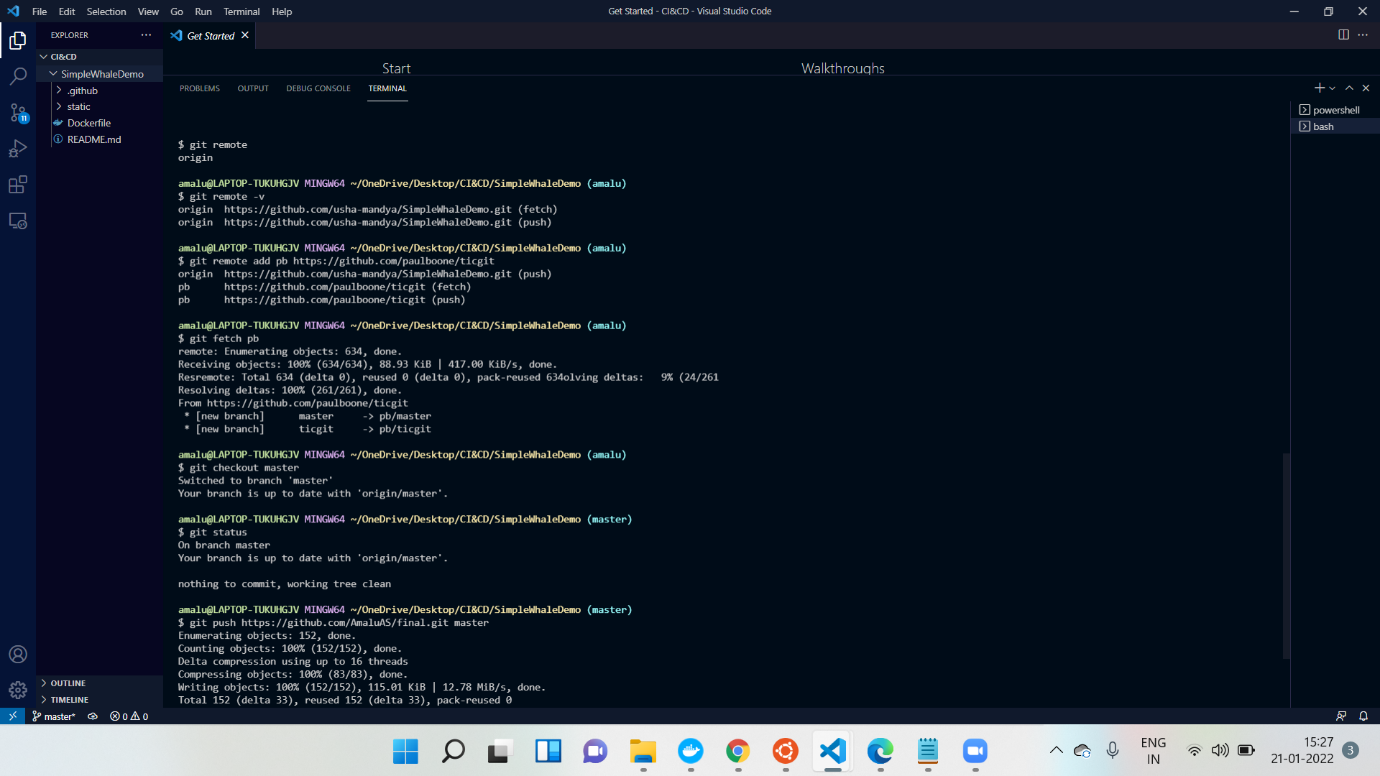 File Edit Selection View Go Run Terminal Help
Get Started - CI&CD - Visual Studio Code
EXPLORER
Get Started
CI&CD
SimpleWhaleDemo
.github
static
Dockerfile
README.md
Start
Walkthroughs
PROBLEMS OUTPUT DEBUG CONSOLE TERMINAL
powershell
bash
11
$ git remote
origin
amalu@LAPTOP-TUKUHGJV MINGW64 ~/OneDrive/Desktop/CI&CD/SimpleWhaleDemo (amalu)
$ git remote -v
origin https://github.com/usha-mandya/SimpleWhaleDemo.git (fetch)
origin https://github.com/usha-mandya/SimpleWhaleDemo.git (push)
amalu@LAPTOP-TUKUHGJV MINGW64 ~/OneDrive/Desktop/CI&CD/SimpleWhaleDemo (amalu)
$ git remote add pb https://github.com/paulboone/ticgit
origin https://github.com/usha-mandya/SimpleWhaleDemo.git (push)
pb https://github.com/paulboone/ticgit (fetch)
pb https://github.com/paulboone/ticgit (push)
amalu@LAPTOP-TUKUHGJV MINGW64 ~/OneDrive/Desktop/CI&CD/SimpleWhaleDemo (amalu)
$ git fetch pb
remote: Enumerating objects: 634, done.
Receiving objects: 100% (634/634), 88.93 KiB | 417.00 KiB/s, done.
Resremote: Total 634 (delta 0), reused 0 (delta 0), pack-reused 634olving deltas: 9% (24/261
Resolving deltas: 100% (261/261), done.
From https://github.com/paulboone/ticgit
* [new branch] master -> pb/master
* [new branch] ticgit -> pb/ticgit
amalu@LAPTOP-TUKUHGJV MINGW64 ~/OneDrive/Desktop/CI&CD/SimpleWhaleDemo (amalu)
$ git checkout master
Switched to branch 'master'
Your branch is up to date with 'origin/master'.
amalu@LAPTOP-TUKUHGJV MINGW64 ~/OneDrive/Desktop/CI&CD/SimpleWhaleDemo (master)
$ git status
On branch master
Your branch is up to date with 'origin/master'.
nothing to commit, working tree clean
amalu@LAPTOP-TUKUHGJV MINGW64 ~/OneDrive/Desktop/CI&CD/SimpleWhaleDemo (master)
$ git push https://github.com/AmaluAS/final.git master
Enumerating objects: 152, done.
Counting objects: 100% (152/152), done.
Delta compression using up to 16 threads
Compressing objects: 100% (83/83), done.
Writing objects: 100% (152/152), 115.01 KiB | 12.78 MiB/s, done.
Total 152 (delta 33), reused 152 (delta 33), pack-reused 0
OUTLINE
TIMELINE
master* 0 0
ENG
IN
15:27
21-01-2022
3